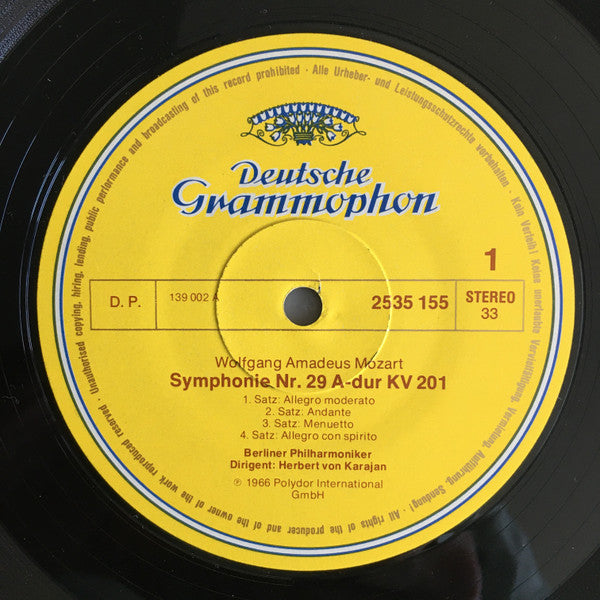 Unauthorised copying, hiring, lending, public performance and broadcasting of this record prohibited · Alle Urheber- und Leistungsschutzrechte vorbehalten · Kein Verleih! Keine unerlaubte Vervielfältigung, Vermietung, Aufführung, Sendung! · All rights of the producer and of the owner of the work reproduced reserved ·
Deutsche
Grammophon
1
D. P.
139 002 A
2535 155
STEREO
33
Wolfgang Amadeus Mozart
Symphonie Nr. 29 A-dur KV 201
1. Satz: Allegro moderato
2. Satz: Andante
3. Satz: Menuetto
4. Satz: Allegro con spirito
Berliner Philharmoniker
Dirigent: Herbert von Karajan
℗ 1966 Polydor International
GmbH